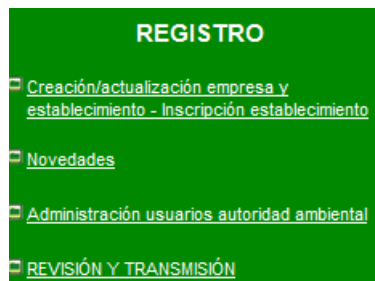 REGISTRO
Creación/actualización empresa y
establecimiento - Inscripción establecimiento
Novedades
Administración usuarios autoridad ambiental
REVISIÓN Y TRANSMISIÓN